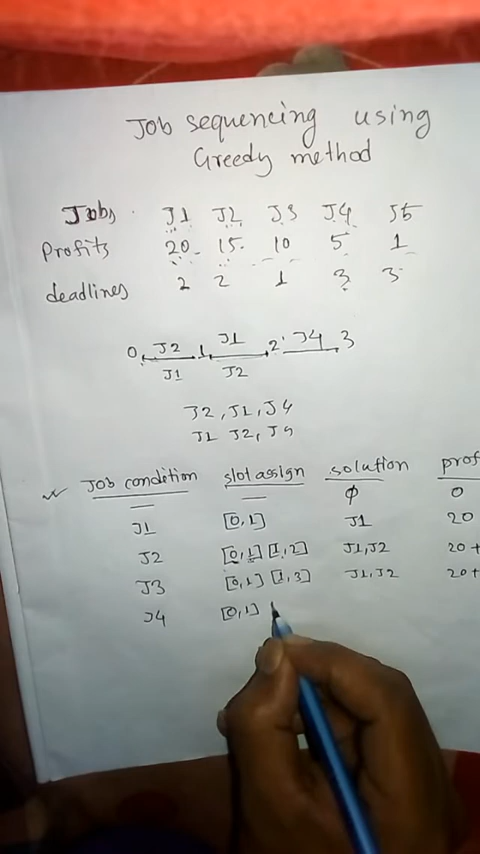 Job sequencing using
Greedy method
Jobs J1 J2 J3 J4 J5
Profits 20 15 10 5 1
deadlines 2 2 1 3 3
0 J2 1 J1 2 J4 3
J1 J2
J2, J1, J4
J1 J2, J4
Job condition slot assign solution prof
— — ϕ 0
J1 [0,1] J1 20
J2 [0,1] [1,2] J1, J2 20+
J3 [0,1] [1,3] J1, J2 20+
J4 [0,1]